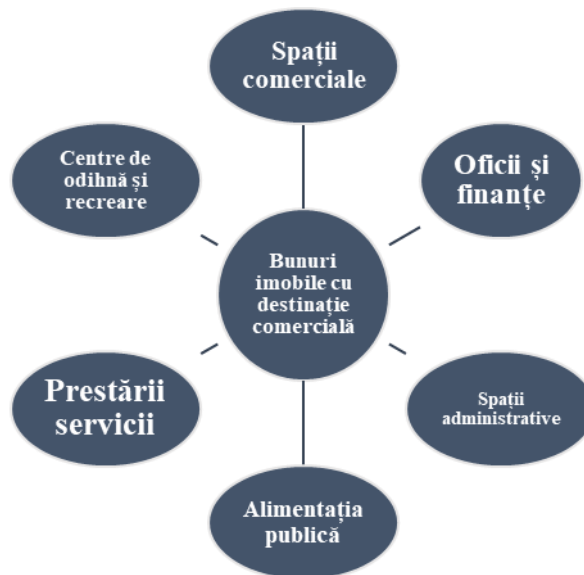 Spații
comerciale
Centre de
odihnă și
recreare
Oficii și
finanțe
Bunuri
imobile cu
destinație
comercială
Prestării
servicii
Spații
administrative
Alimentația
publică